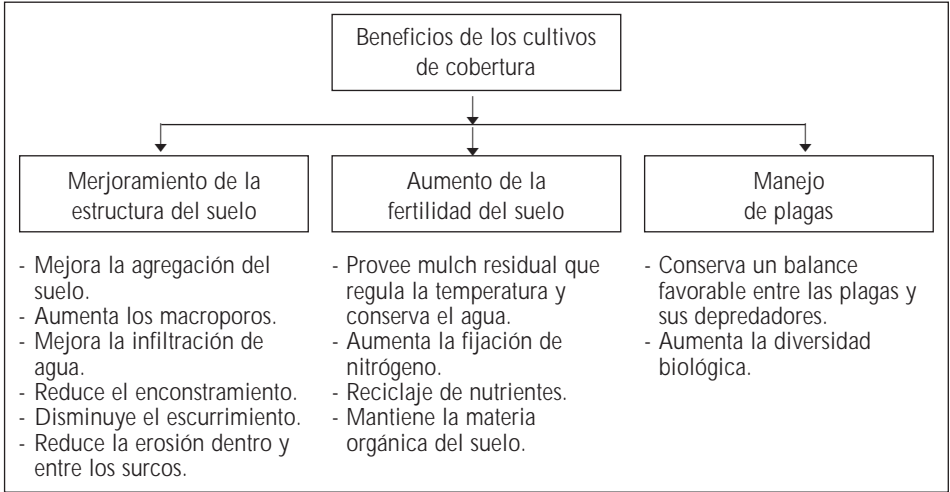 Beneficios de los cultivos
de cobertura
Merjoramiento de la
estructura del suelo
- Mejora la agregación del
suelo.
- Aumenta los macroporos.
- Mejora la infiltración de
agua.
- Reduce el enconstramiento.
- Disminuye el escurrimiento.
- Reduce la erosión dentro y
entre los surcos.
Aumento de la
fertilidad del suelo
- Provee mulch residual que
regula la temperatura y
conserva el agua.
- Aumenta la fijación de
nitrógeno.
- Reciclaje de nutrientes.
- Mantiene la materia
orgánica del suelo.
Manejo
de plagas
- Conserva un balance
favorable entre las plagas y
sus depredadores.
- Aumenta la diversidad
biológica.